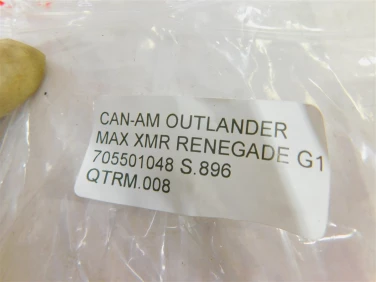 CAN-AM OUTLANDER
MAX XMR RENEGADE G1
705501048 S.896
QTRM.008